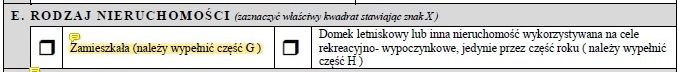 E. RODZAJ NIERUCHOMOŚCI (zaznaczyć właściwy kwadrat stawiając znak X)
Zamieszkała (należy wypełnić część G )
Domek letniskowy lub inna nieruchomość wykorzystywana na cele
rekreacyjno- wypoczynkowe, jedynie przez część roku ( należy wypełnić
część H )